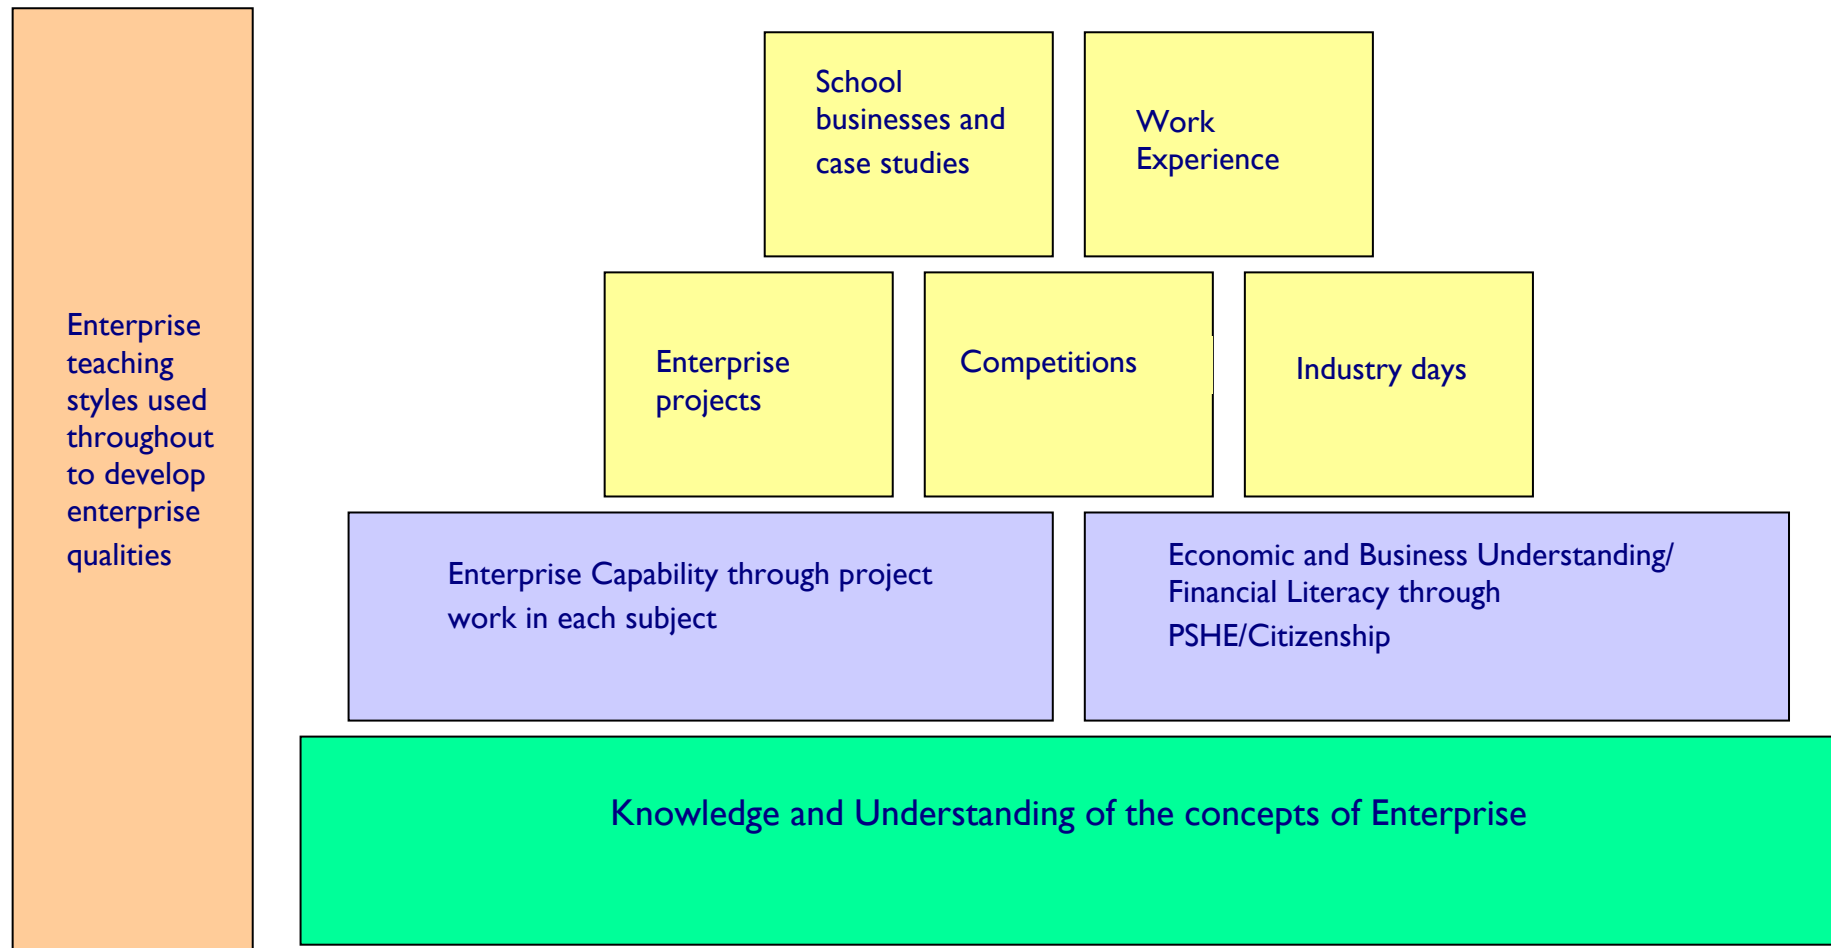 Enterprise
teaching
styles used
throughout
to develop
enterprise
qualities
School
businesses and
case studies
Work
Experience
Enterprise
projects
Competitions
Industry days
Enterprise Capability through project
work in each subject
Economic and Business Understanding/
Financial Literacy through
PSHE/Citizenship
Knowledge and Understanding of the concepts of Enterprise